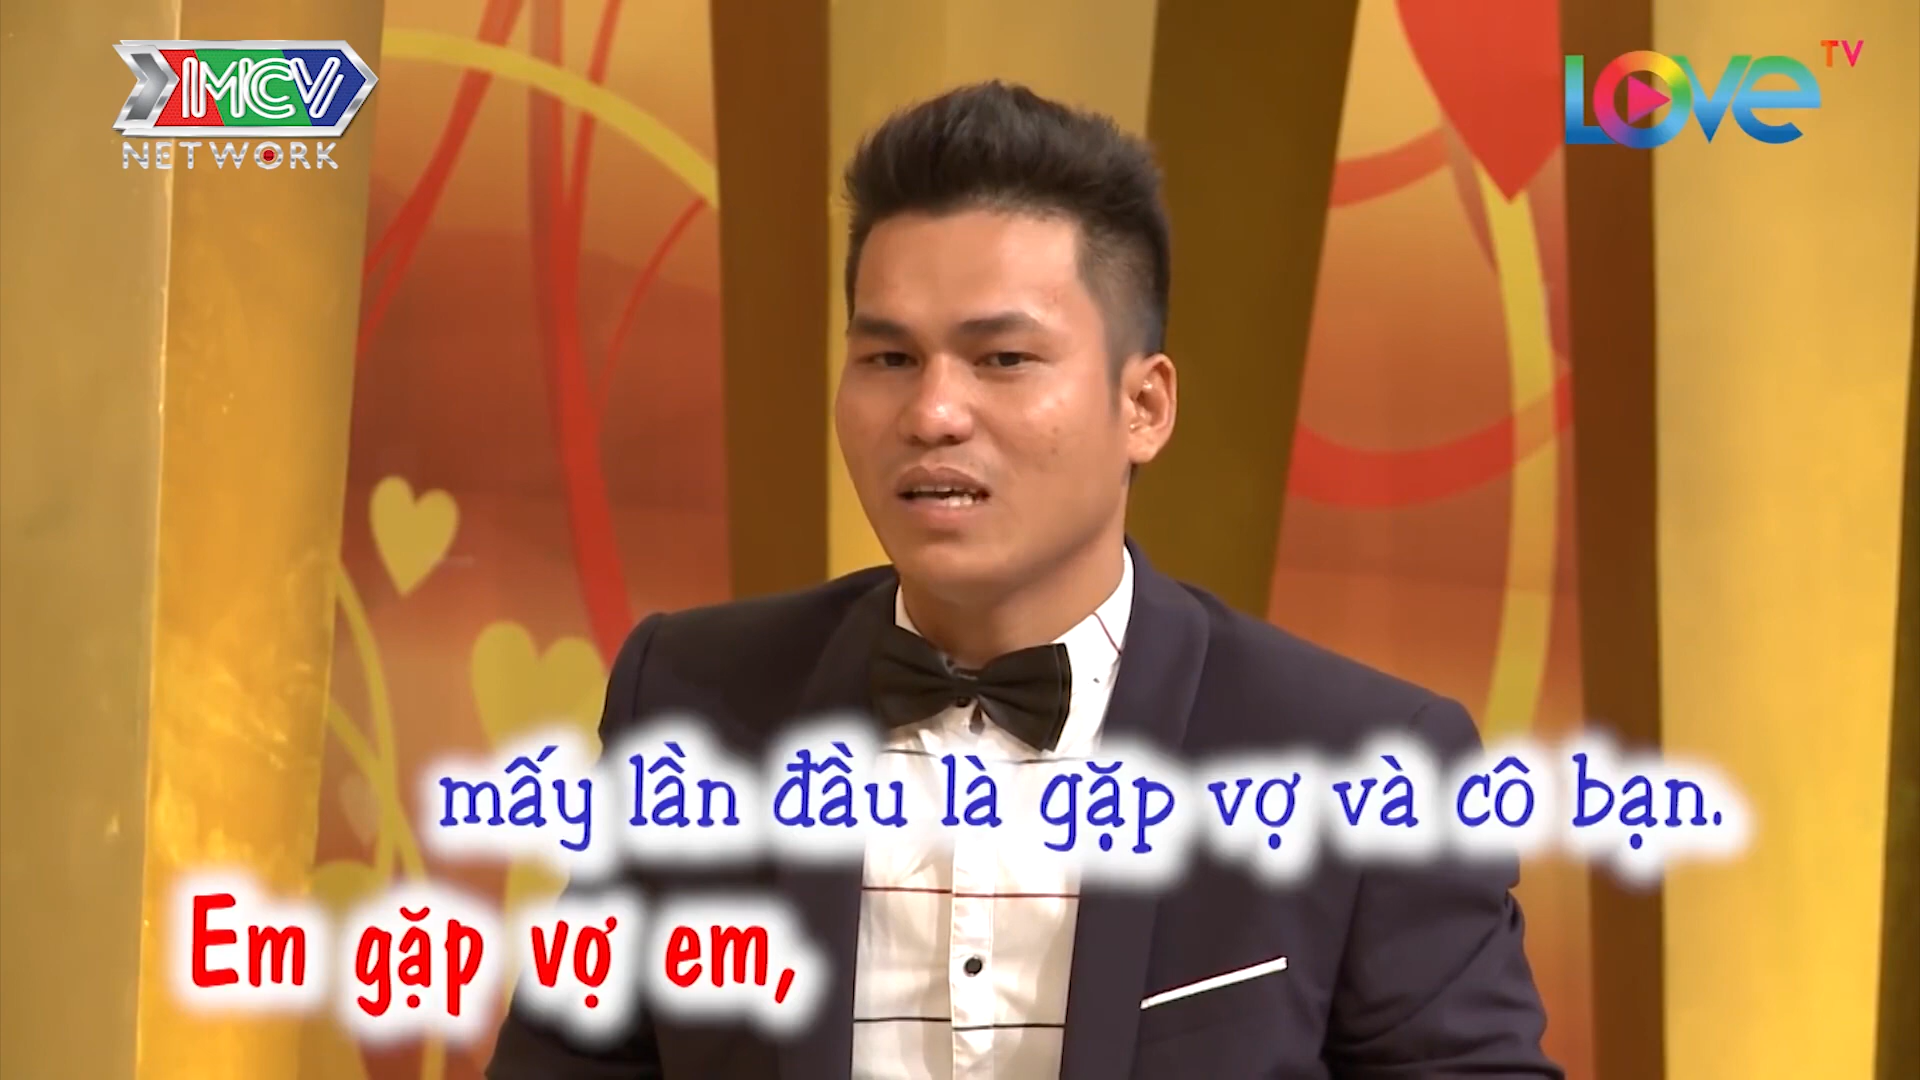 MCV
NETWORK
LOVE TV
mấy lần đầu là gặp vợ và cô bạn.
Em gặp vợ em,